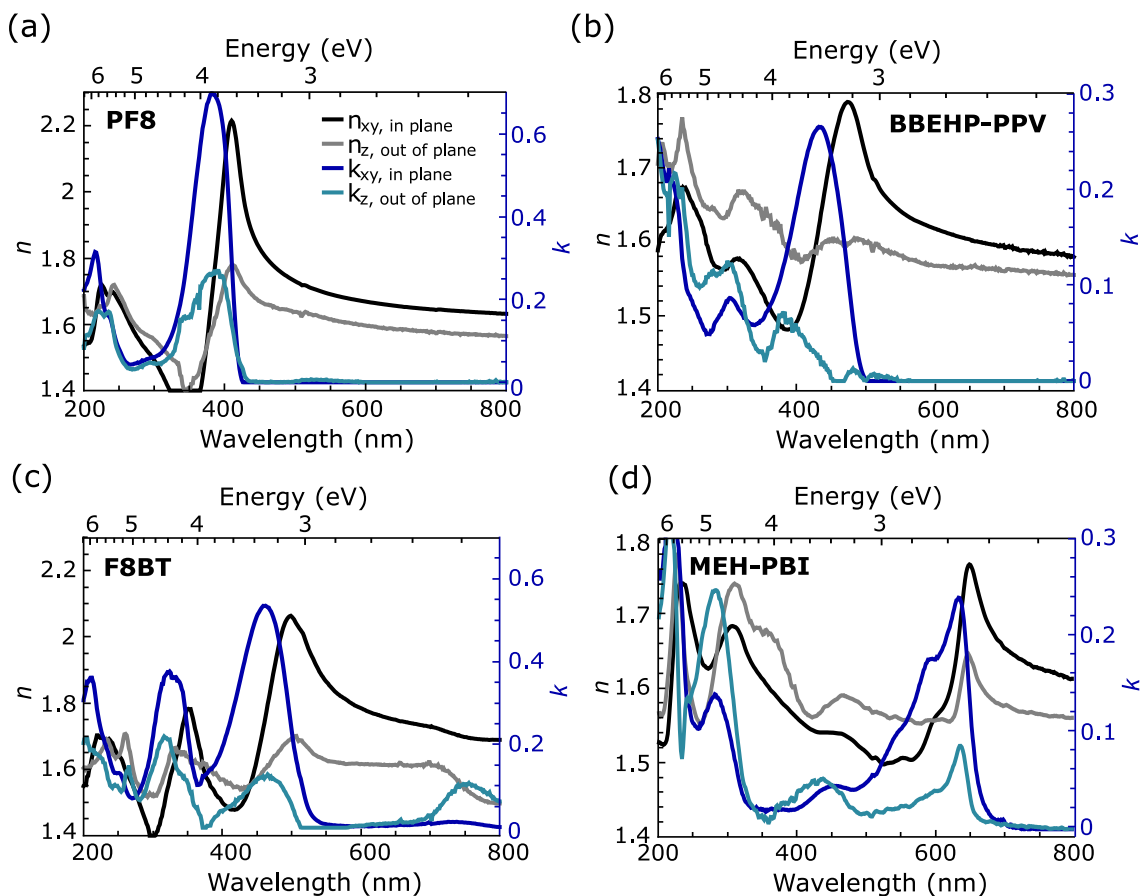 (a)
Energy (eV)
6 5 4 3
PF8
n xy, in plane
n z, out of plane
k xy, in plane
k z, out of plane
2.2
2
1.8
1.6
1.4
n
0.6
0.4
0.2
0
k
200 400 600 800
Wavelength (nm)
(b)
Energy (eV)
6 5 4 3
BBEHP-PPV
1.8
1.7
1.6
1.5
1.4
n
0.3
0.2
0.1
0
k
200 400 600 800
Wavelength (nm)
(c)
Energy (eV)
6 5 4 3
F8BT
2.2
2
1.8
1.6
1.4
n
0.6
0.4
0.2
0
k
200 400 600 800
Wavelength (nm)
(d)
Energy (eV)
6 5 4 3 2
MEH-PBI
1.8
1.7
1.6
1.5
1.4
n
0.3
0.2
0.1
0
k
200 400 600 800
Wavelength (nm)